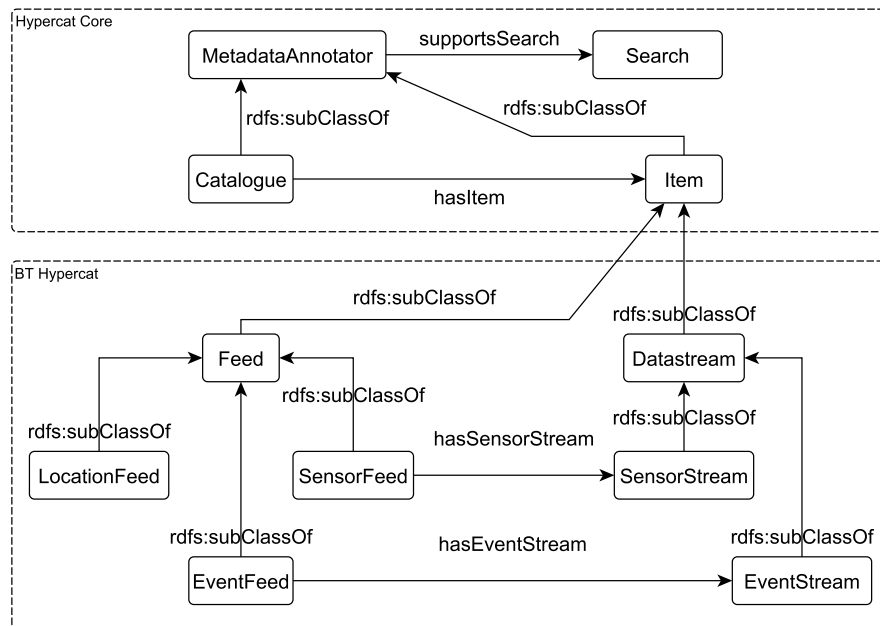 Hypercat Core
MetadataAnnotator
supportsSearch
Search
rdfs:subClassOf
rdfs:subClassOf
Catalogue
hasItem
Item
BT Hypercat
rdfs:subClassOf
rdfs:subClassOf
Feed
Datastream
rdfs:subClassOf
rdfs:subClassOf
rdfs:subClassOf
hasSensorStream
LocationFeed
SensorFeed
SensorStream
rdfs:subClassOf
hasEventStream
rdfs:subClassOf
EventFeed
EventStream